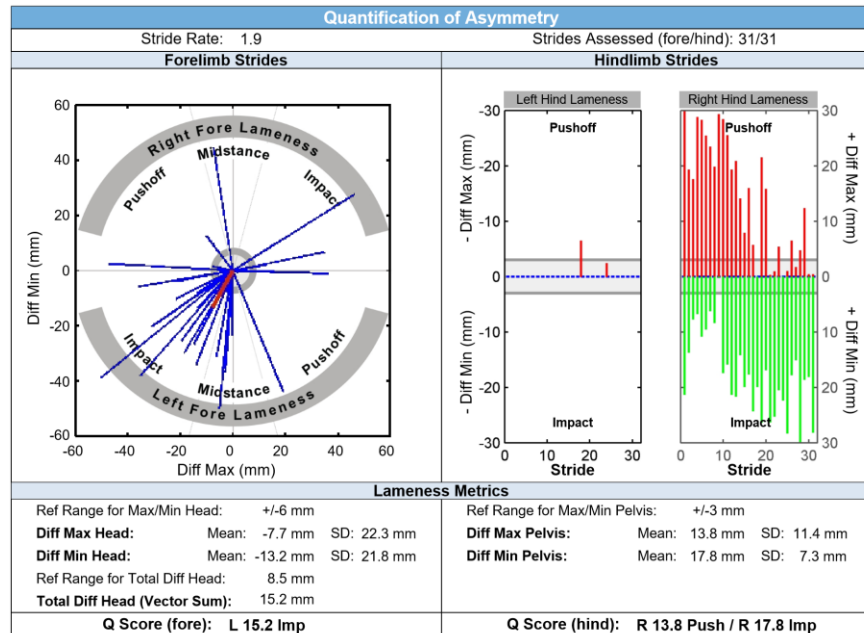 Quantification of Asymmetry
Stride Rate: 1.9 Strides Assessed (fore/hind): 31/31
Forelimb Strides Hindlimb Strides
Left Hind Lameness Right Hind Lameness
Right Fore Lameness
Pushoff Midstance Impact
Pushoff Pushoff
60
40
20
0
-20
-40
-60
Diff Min (mm)
Impact Midstance Pushoff
Left Fore Lameness
-60 -40 -20 0 20 40 60
Diff Max (mm)
-30
-20
-10
0
-10
-20
-30
- Diff Max (mm)
- Diff Min (mm)
30
20
10
0
10
20
30
+ Diff Max (mm)
+ Diff Min (mm)
Impact Impact
0 10 20 30 0 10 20 30
Stride Stride
Lameness Metrics
Ref Range for Max/Min Head: +/-6 mm Ref Range for Max/Min Pelvis: +/-3 mm
Diff Max Head: Mean: -7.7 mm SD: 22.3 mm Diff Max Pelvis: Mean: 13.8 mm SD: 11.4 mm
Diff Min Head: Mean: -13.2 mm SD: 21.8 mm Diff Min Pelvis: Mean: 17.8 mm SD: 7.3 mm
Ref Range for Total Diff Head: 8.5 mm
Total Diff Head (Vector Sum): 15.2 mm
Q Score (fore): L 15.2 Imp Q Score (hind): R 13.8 Push / R 17.8 Imp